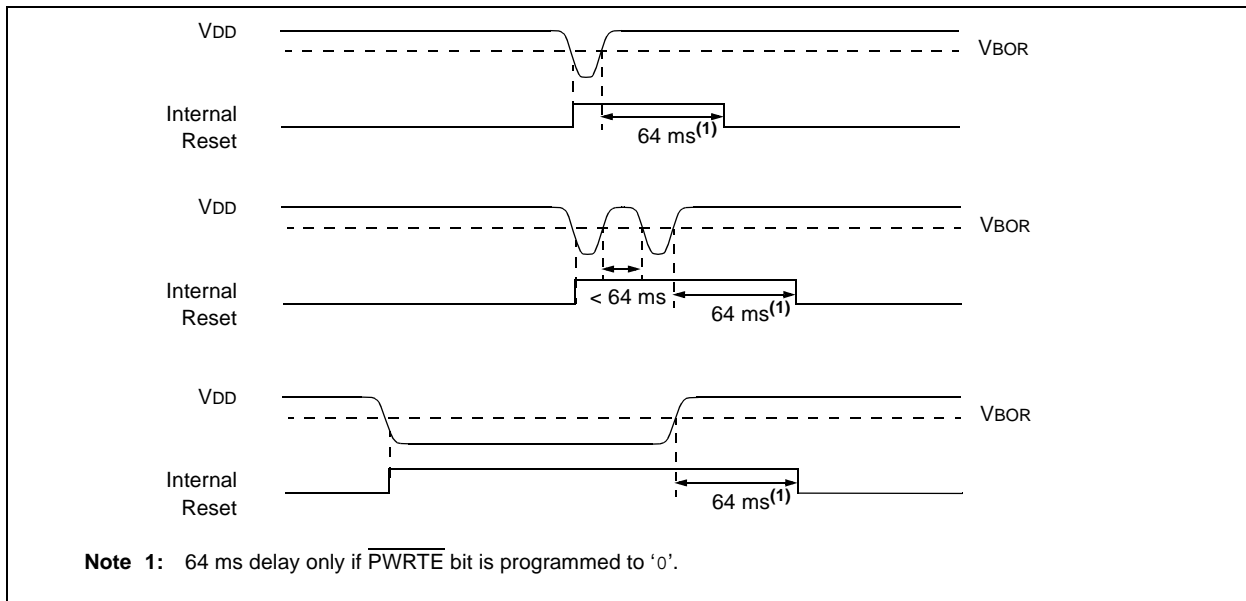 VDD
VBOR
Internal
Reset
64 ms(1)
VDD
VBOR
Internal
Reset
< 64 ms
64 ms(1)
VDD
VBOR
Internal
Reset
64 ms(1)
Note 1: 64 ms delay only if PWRTE bit is programmed to ‘0’.